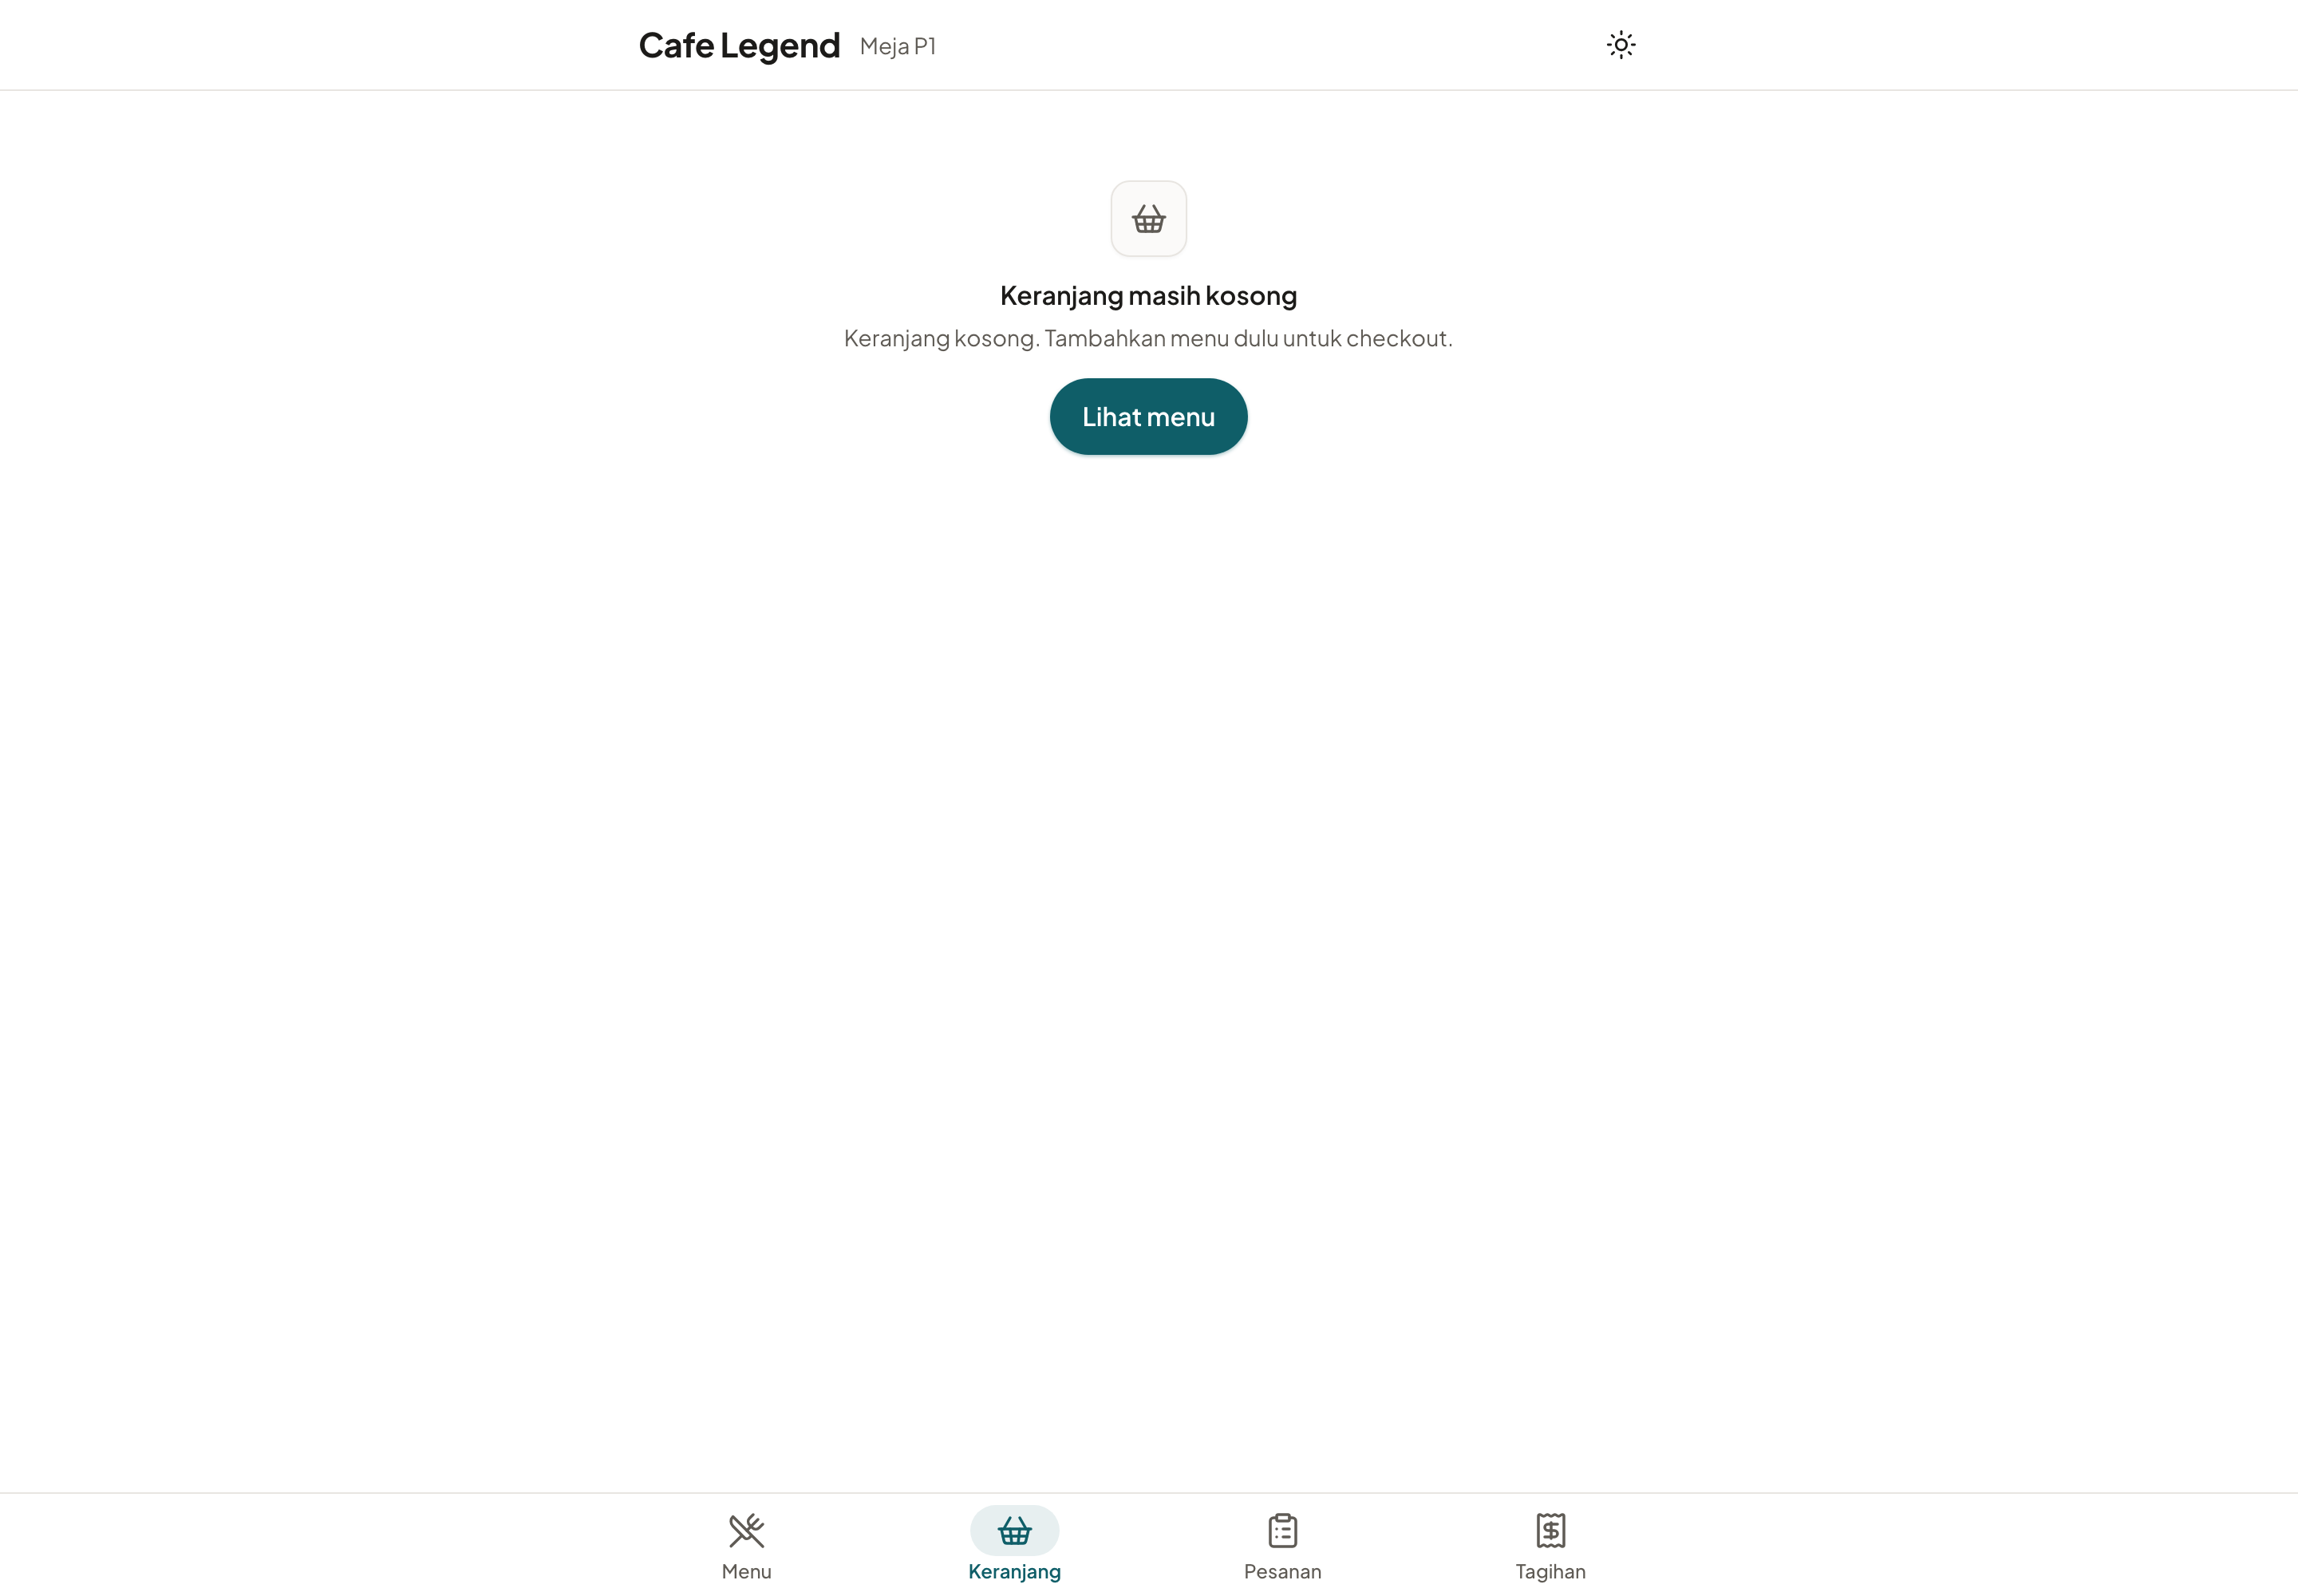 Cafe Legend Meja P1
Keranjang masih kosong
Keranjang kosong. Tambahkan menu dulu untuk checkout.
Lihat menu
Menu
Keranjang
Pesanan
Tagihan